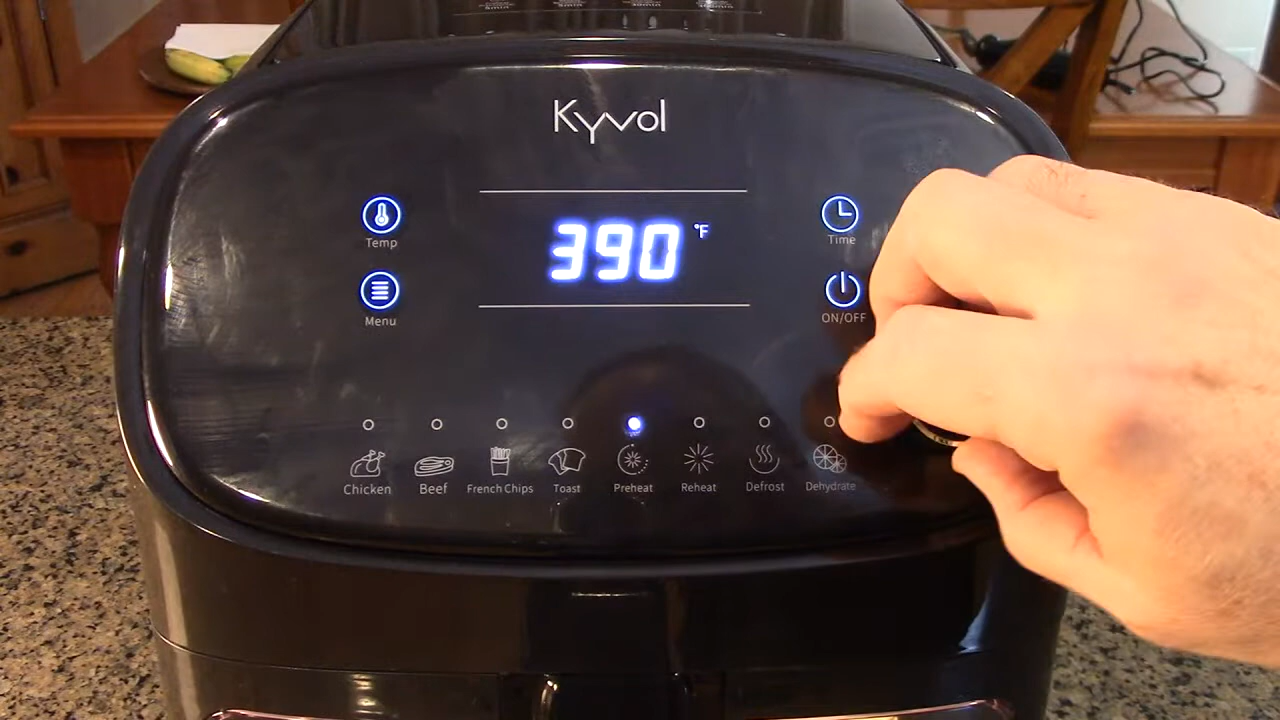 Kyvol
Temp
390 °F
Time
Menu
ON/OFF
Chicken Beef French Chips Toast Preheat Reheat Defrost Dehydrate